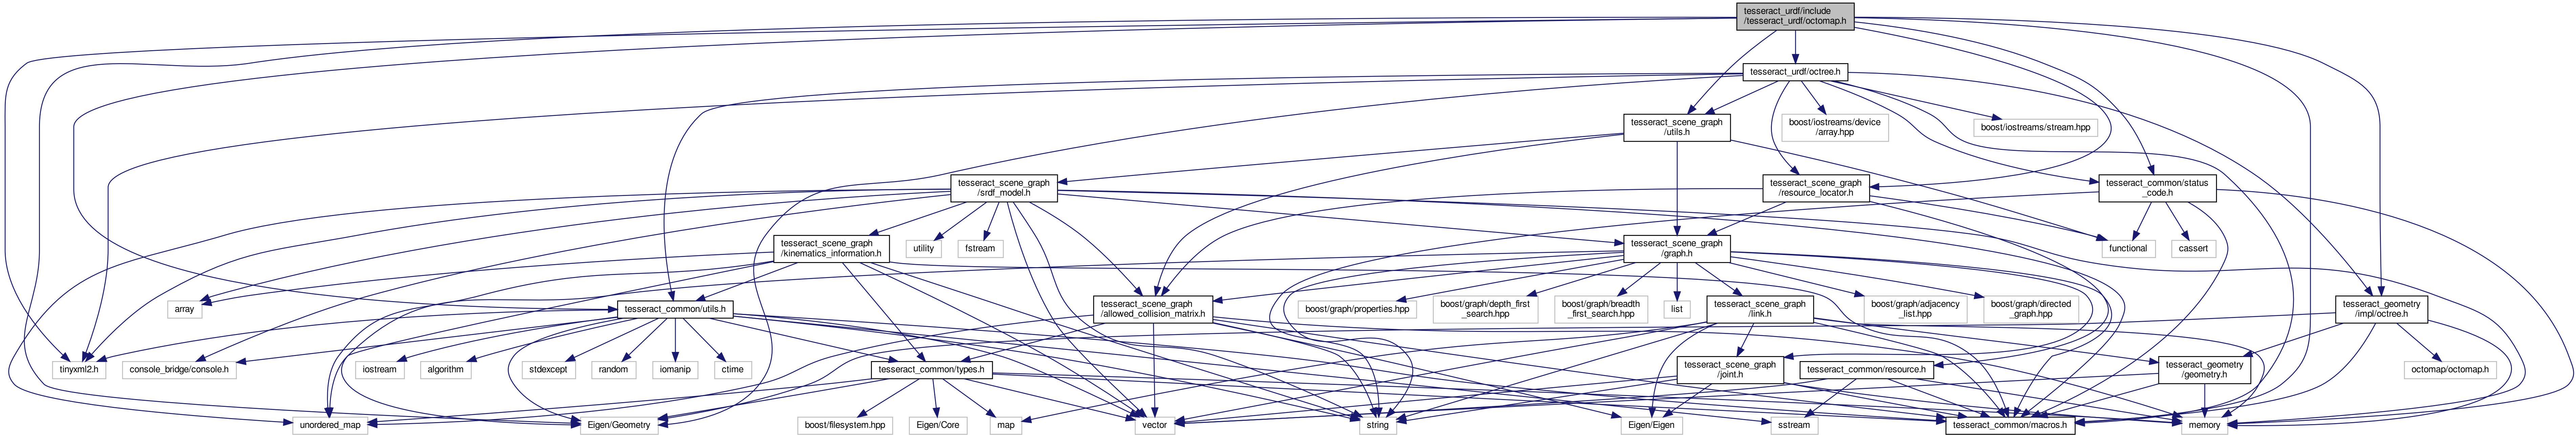 tesseract_urdf/include
/tesseract_urdf/octomap.h
tesseract_urdf/octree.h
tesseract_scene_graph
/utils.h
boost/iostreams/device
/array.hpp
boost/iostreams/stream.hpp
tesseract_scene_graph
/srdf_model.h
tesseract_scene_graph
/resource_locator.h
tesseract_common/status
_code.h
tesseract_scene_graph
/kinematics_information.h
utility
fstream
tesseract_scene_graph
/graph.h
functional
cassert
array
tesseract_common/utils.h
tesseract_scene_graph
/allowed_collision_matrix.h
boost/graph/properties.hpp
boost/graph/depth_first
_search.hpp
boost/graph/breadth
_first_search.hpp
list
tesseract_scene_graph
/link.h
boost/graph/adjacency
_list.hpp
boost/graph/directed
_graph.hpp
tesseract_geometry
/impl/octree.h
tinyxml2.h
console_bridge/console.h
iostream
algorithm
stdexcept
random
iomanip
ctime
tesseract_common/types.h
tesseract_scene_graph
/joint.h
tesseract_common/resource.h
tesseract_geometry
/geometry.h
octomap/octomap.h
unordered_map
Eigen/Geometry
boost/filesystem.hpp
Eigen/Core
map
vector
string
Eigen/Eigen
sstream
tesseract_common/macros.h
memory